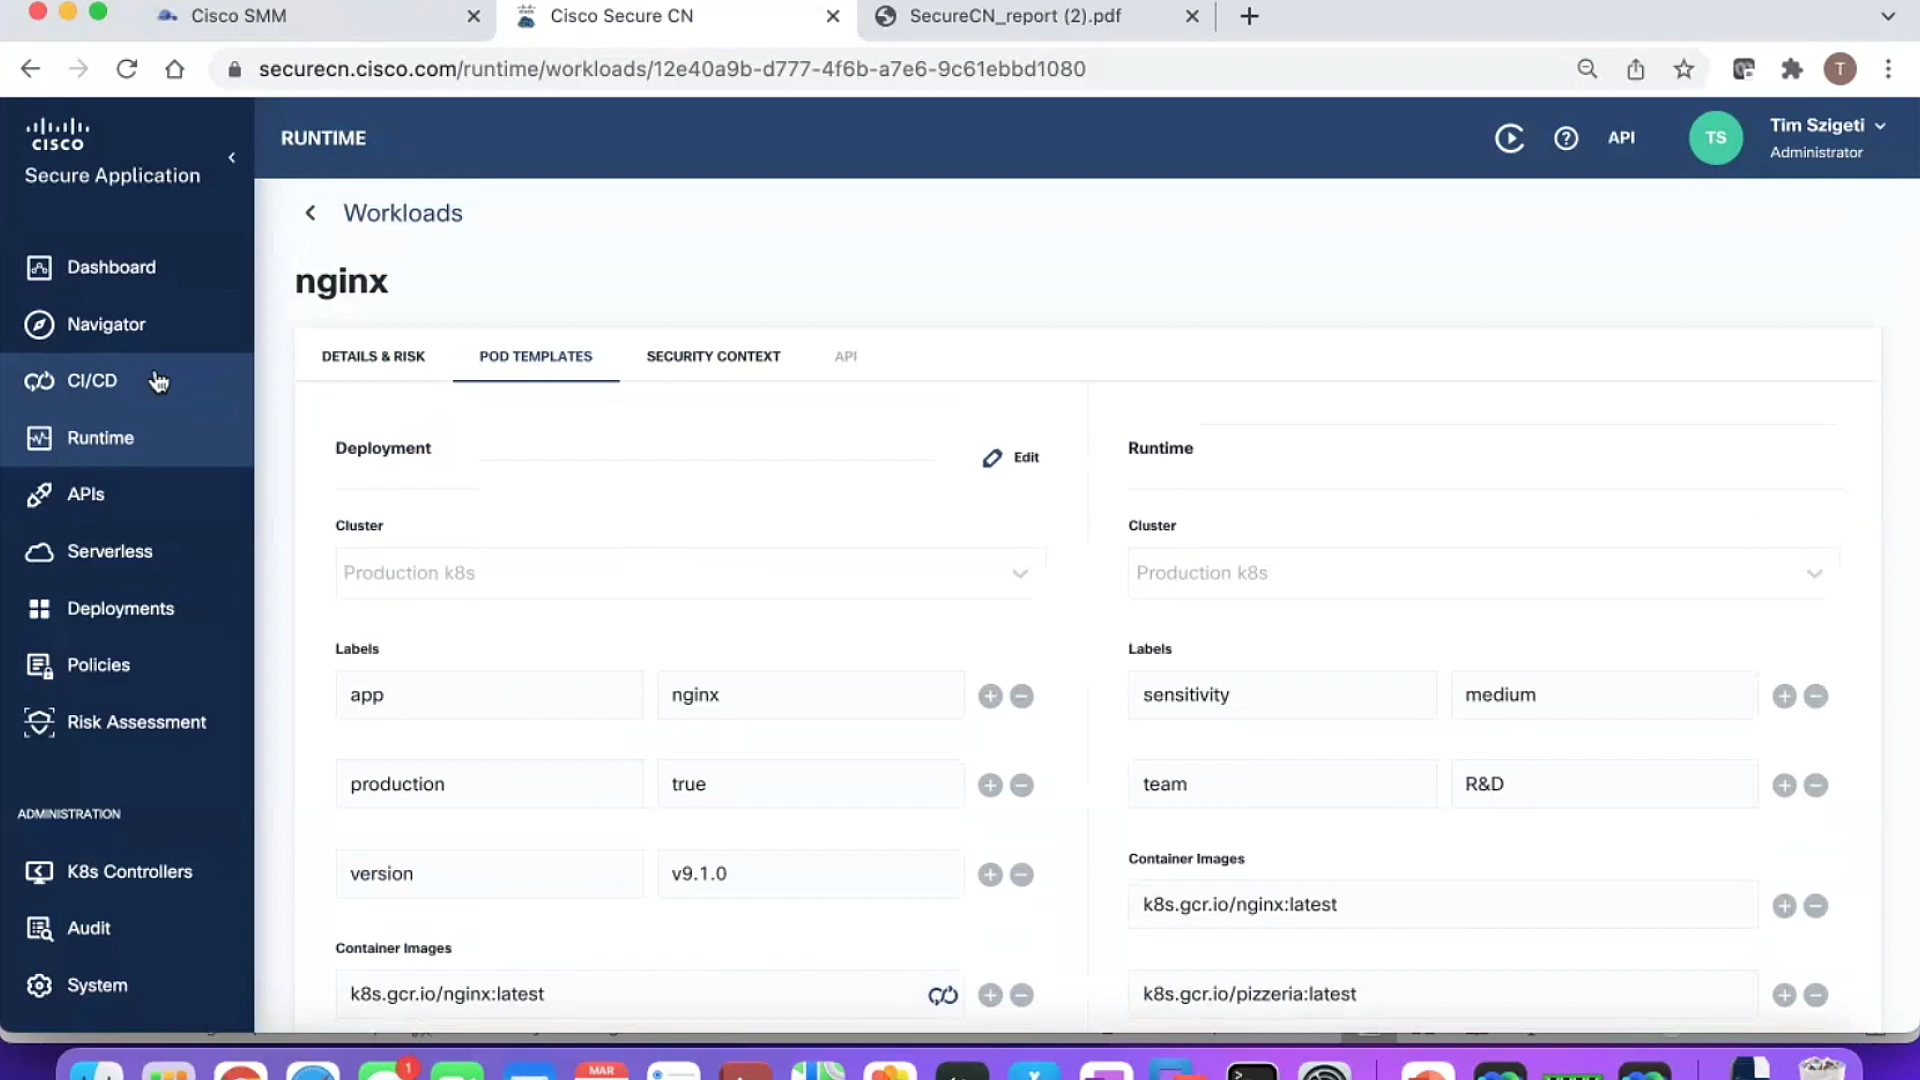 Cisco SMM
Cisco Secure CN
SecureCN_report (2).pdf
securecn.cisco.com/runtime/workloads/12e40a9b-d777-4f6b-a7e6-9c61ebbd1080
T
CISCO
Secure Application
RUNTIME
API
TS
Tim Szigeti
Administrator
Dashboard
Navigator
CI/CD
Runtime
APIs
Serverless
Deployments
Policies
Risk Assessment
ADMINISTRATION
K8s Controllers
Audit
System
Workloads
nginx
DETAILS & RISK
POD TEMPLATES
SECURITY CONTEXT
API
Deployment
Edit
Cluster
Production k8s
Labels
app
nginx
production
true
version
v9.1.0
Container Images
k8s.gcr.io/nginx:latest
Runtime
Cluster
Production k8s
Labels
sensitivity
medium
team
R&D
Container Images
k8s.gcr.io/nginx:latest
k8s.gcr.io/pizzeria:latest
1
MAR